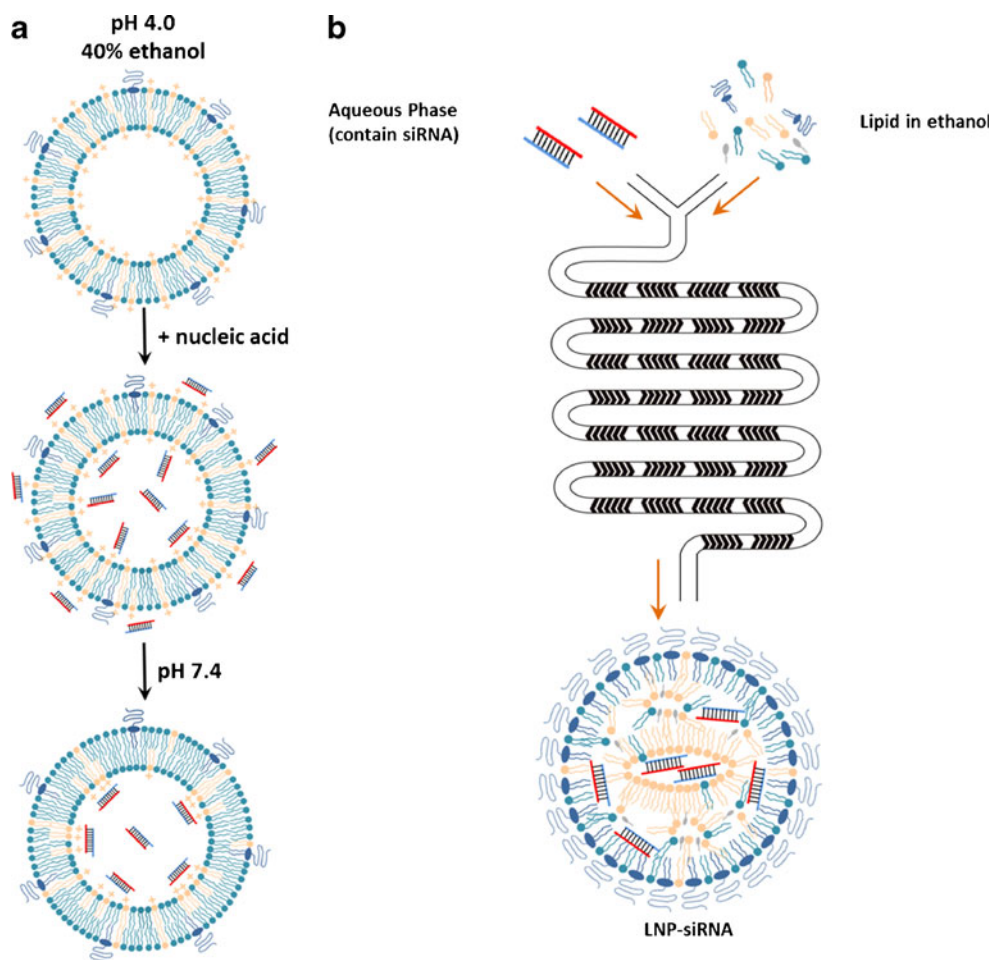 a
pH 4.0
40% ethanol
+ nucleic acid
pH 7.4
b
Aqueous Phase
(contain siRNA)
Lipid in ethanol
LNP-siRNA